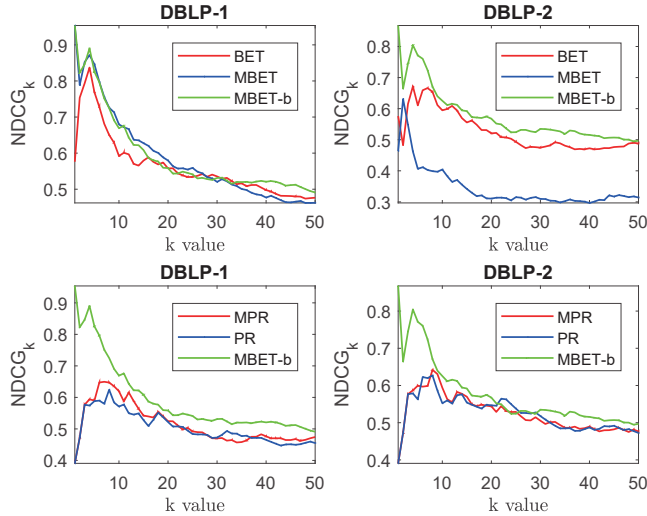 DBLP-1
NDCG_k
0.9
0.8
0.7
0.6
0.5
BET
MBET
MBET-b
10 20 30 40 50
k value
DBLP-2
NDCG_k
0.8
0.7
0.6
0.5
0.4
0.3
BET
MBET
MBET-b
10 20 30 40 50
k value
DBLP-1
NDCG_k
0.9
0.8
0.7
0.6
0.5
0.4
MPR
PR
MBET-b
10 20 30 40 50
k value
DBLP-2
NDCG_k
0.8
0.7
0.6
0.5
0.4
MPR
PR
MBET-b
10 20 30 40 50
k value